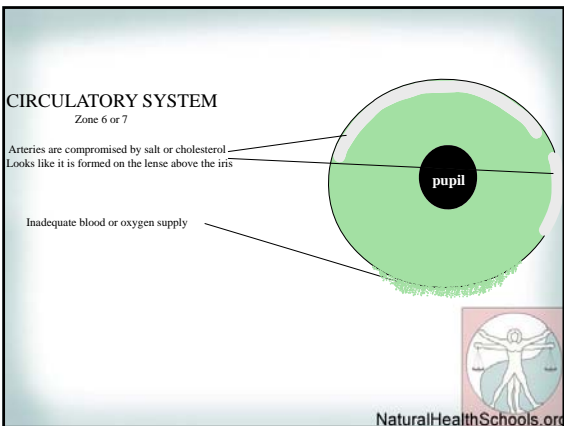 CIRCULATORY SYSTEM
Zone 6 or 7
Arteries are compromised by salt or cholesterol
Looks like it is formed on the lense above the iris
pupil
Inadequate blood or oxygen supply
NaturalHealthSchools.org